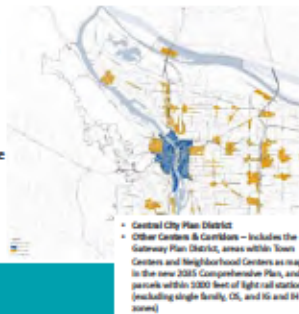 e
• Central City Plan District
• Other Centers & Corridors – includes the
Gateway Plan District, areas within Town
Centers and Neighborhood Centers as map
in the new 2035 Comprehensive Plan, and
parcels within 1000 feet of light rail station
(excluding single family, OS, and IG and IH
zones)